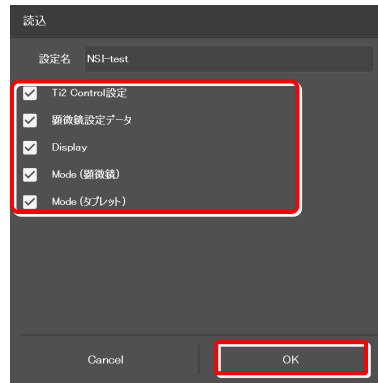 読込
設定名 NSI-test
Ti2 Control設定
顕微鏡設定データ
Display
Mode (顕微鏡)
Mode (タブレット)
Cancel OK